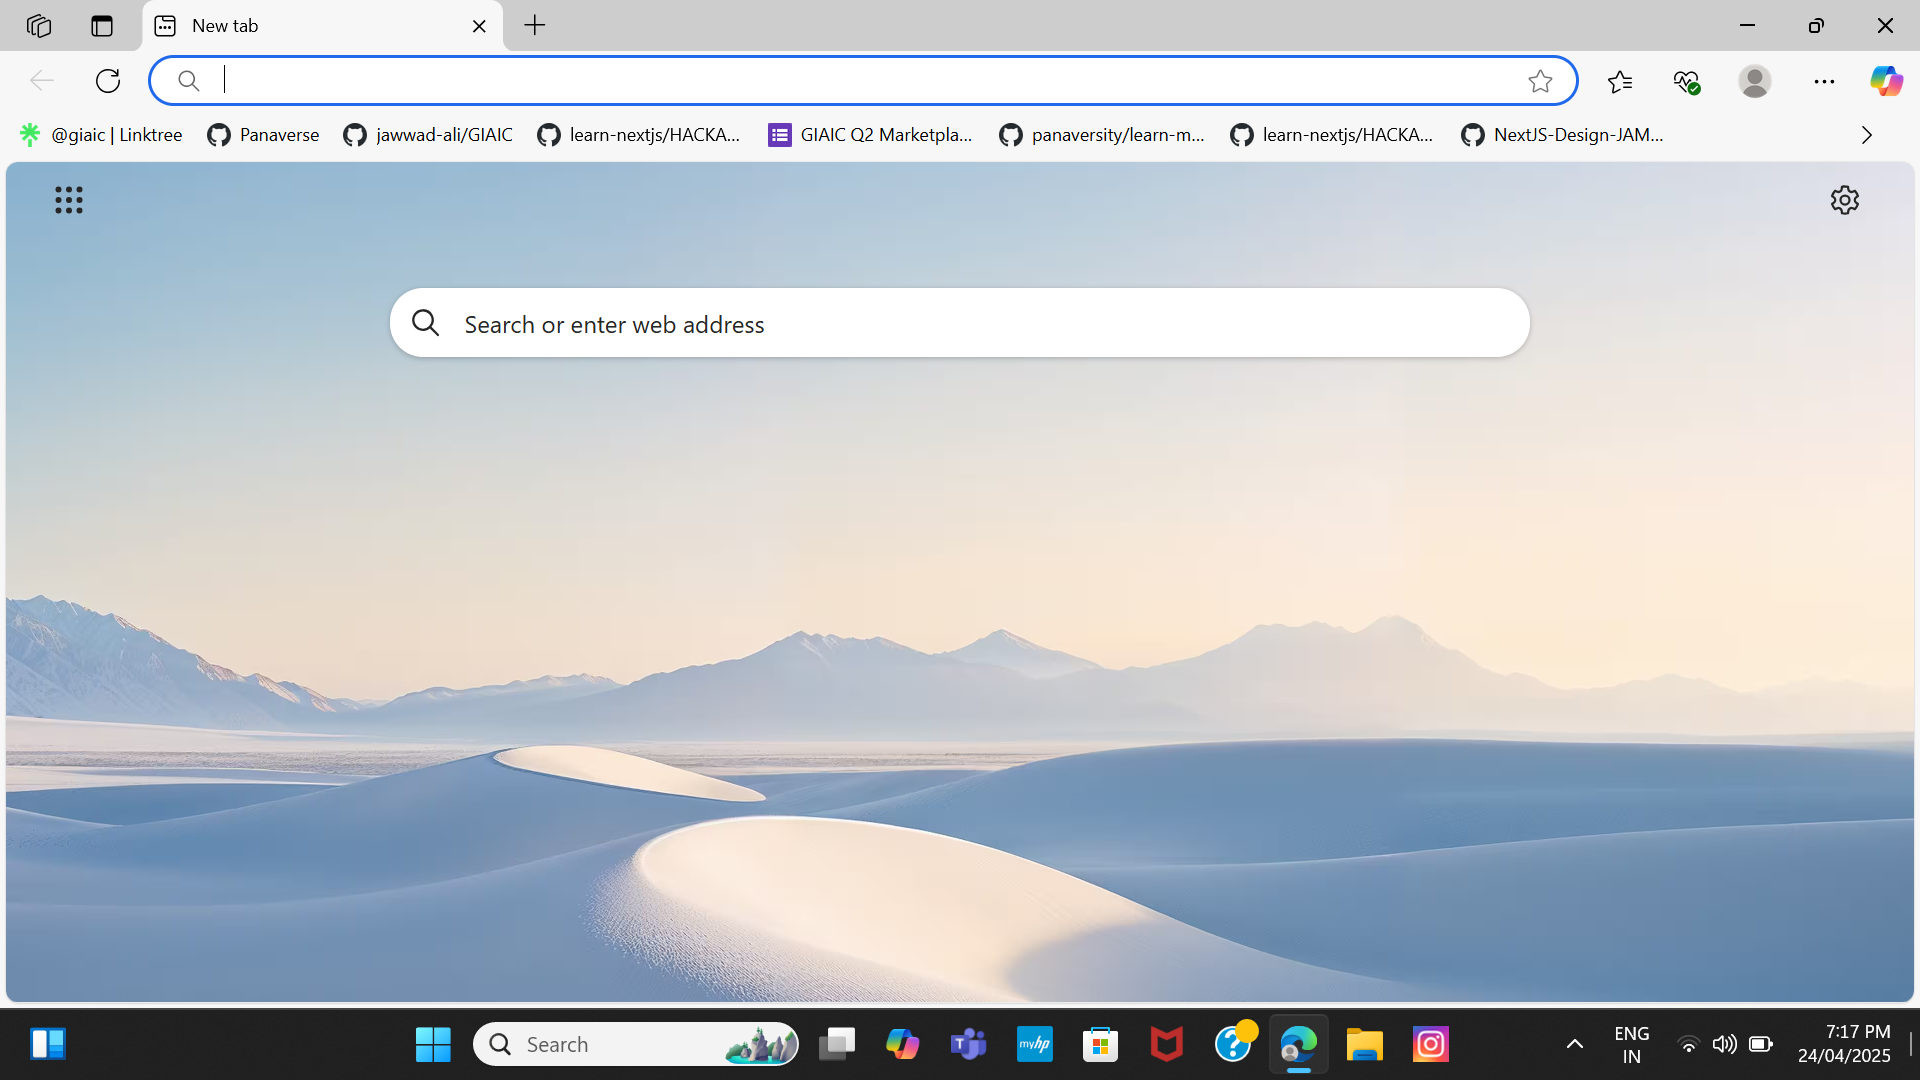 New tab
@giaic | Linktree
Panaverse
jawwad-ali/GIAIC
learn-nextjs/HACKA...
GIAIC Q2 Marketpla...
panaversity/learn-m...
learn-nextjs/HACKA...
NextJS-Design-JAM...
Search or enter web address
Search
T
myhp
?
ENG
IN
7:17 PM
24/04/2025